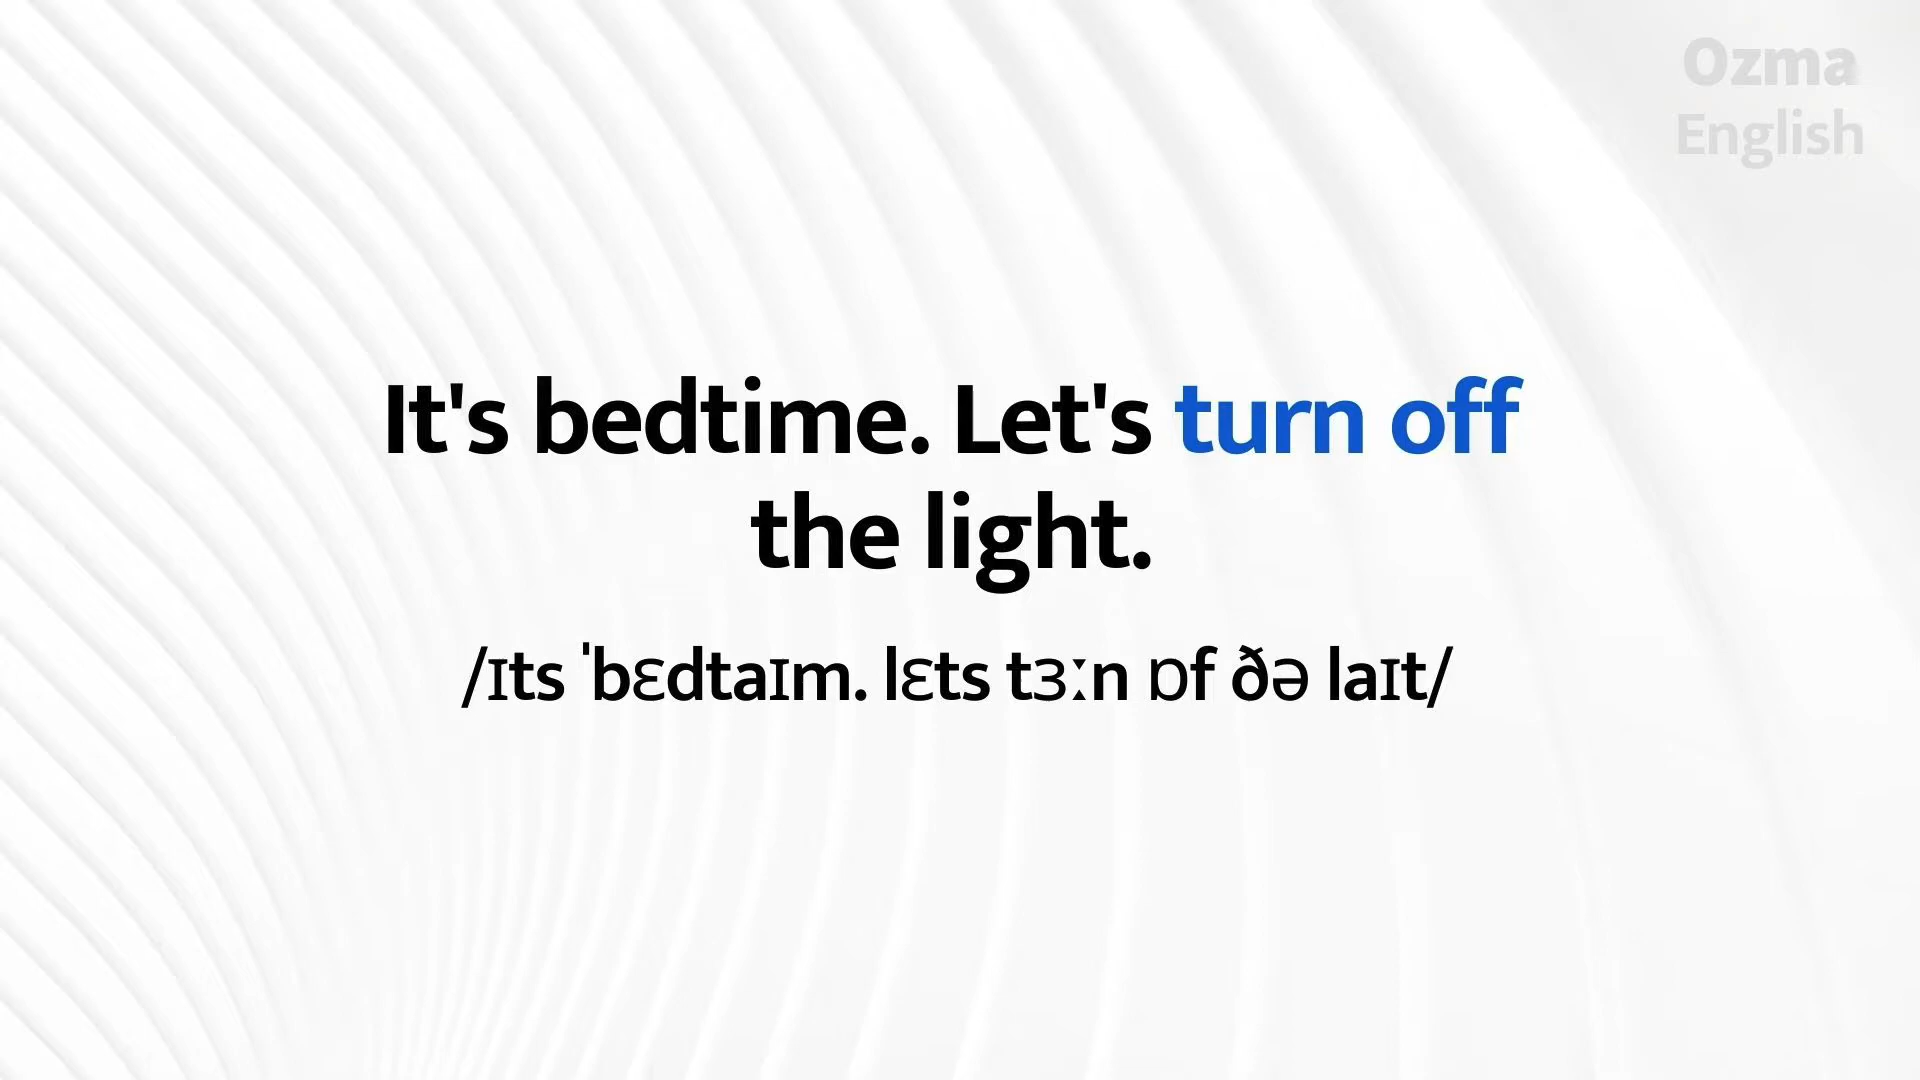 Ozma
English
It's bedtime. Let's turn off
the light.
/ɪts ˈbɛdtaɪm. lɛts tɜːn ɒf ðə laɪt/